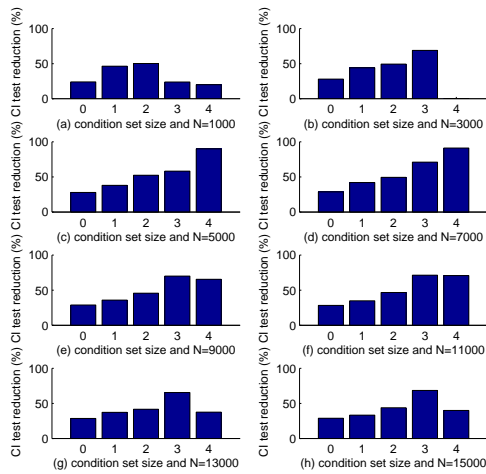 CI test reduction (%)
100
50
0
0 1 2 3 4
(a) condition set size and N=1000
CI test reduction (%)
100
50
0
0 1 2 3 4
(b) condition set size and N=3000
CI test reduction (%)
100
50
0
0 1 2 3 4
(c) condition set size and N=5000
CI test reduction (%)
100
50
0
0 1 2 3 4
(d) condition set size and N=7000
CI test reduction (%)
100
50
0
0 1 2 3 4
(e) condition set size and N=9000
CI test reduction (%)
100
50
0
0 1 2 3 4
(f) condition set size and N=11000
CI test reduction (%)
100
50
0
0 1 2 3 4
(g) condition set size and N=13000
CI test reduction (%)
100
50
0
0 1 2 3 4
(h) condition set size and N=15000